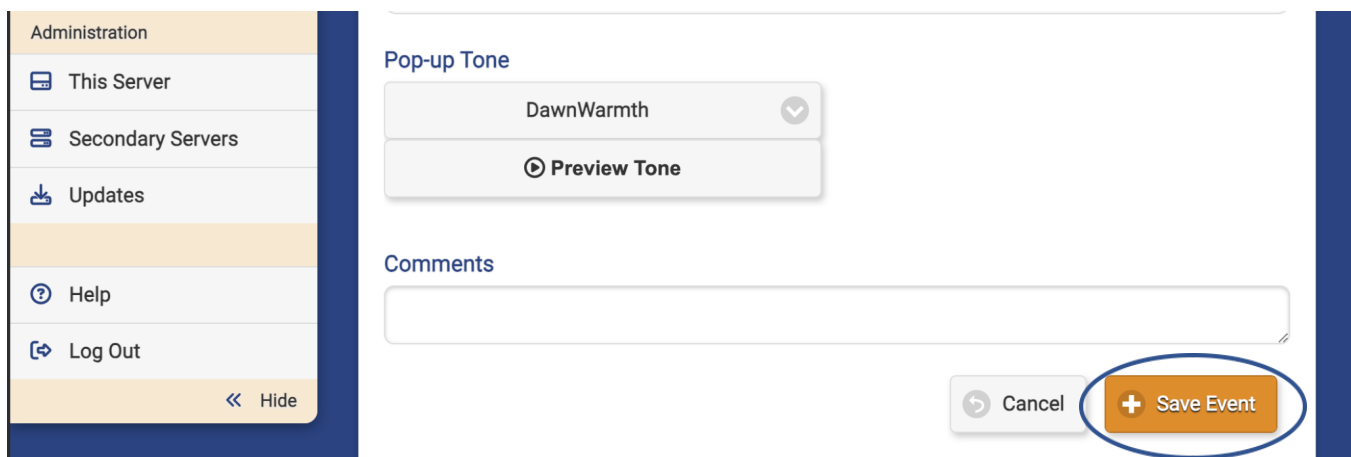 Administration
This Server
Secondary Servers
Updates
Help
Log Out
Hide
Pop-up Tone
DawnWarmth
Preview Tone
Comments
Cancel
Save Event